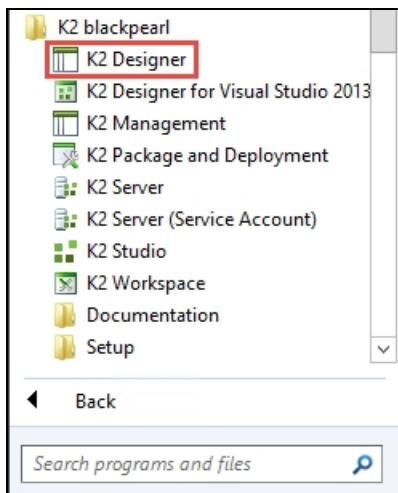 K2 blackpearl
K2 Designer
K2 Designer for Visual Studio 2013
K2 Management
K2 Package and Deployment
K2 Server
K2 Server (Service Account)
K2 Studio
K2 Workspace
Documentation
Setup
Back
Search programs and files